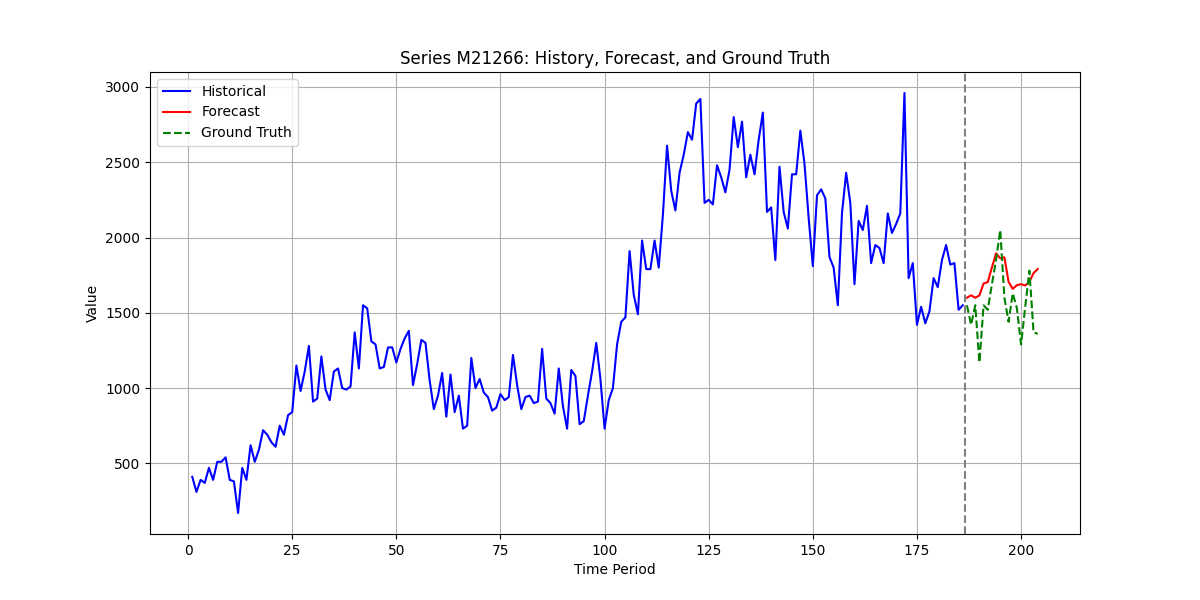 Series M21266: History, Forecast, and Ground Truth
Historical
Forecast
Ground Truth
3000
2500
2000
1500
1000
500
Value
0 25 50 75 100 125 150 175 200
Time Period